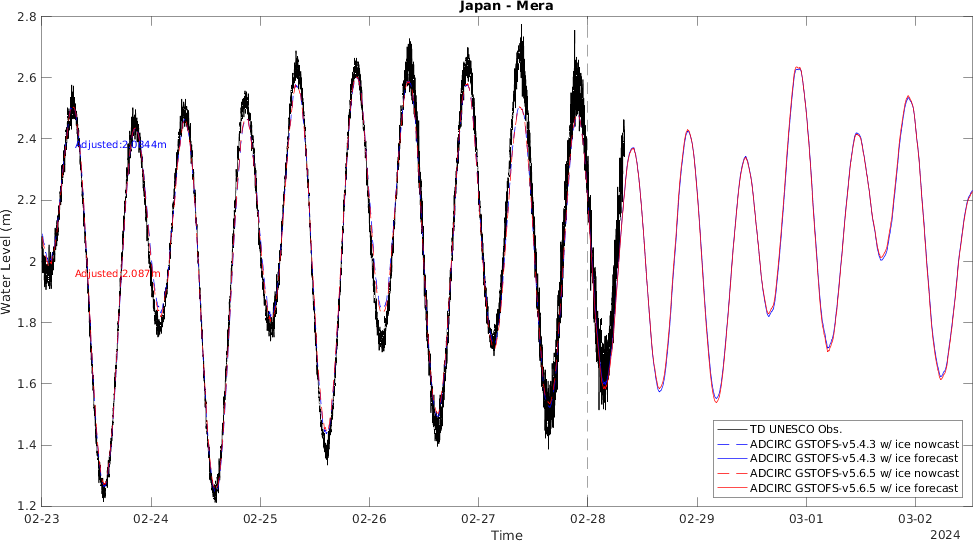 Japan - Mera
2.8
2.6
2.4
2.2
2
1.8
1.6
1.4
1.2
Water Level (m)
Adjusted:2.0844m
Adjusted:2.087m
TD UNESCO Obs.
ADCIRC GSTOFS-v5.4.3 w/ ice nowcast
ADCIRC GSTOFS-v5.4.3 w/ ice forecast
ADCIRC GSTOFS-v5.6.5 w/ ice nowcast
ADCIRC GSTOFS-v5.6.5 w/ ice forecast
02-23 02-24 02-25 02-26 02-27 02-28 02-29 03-01 03-02
Time
2024